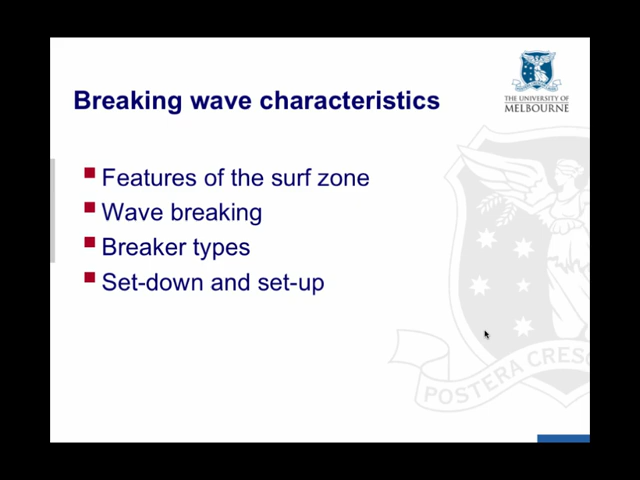 Breaking wave characteristics
THE UNIVERSITY OF
MELBOURNE
Features of the surf zone
Wave breaking
Breaker types
Set-down and set-up
POSTERA CRESC